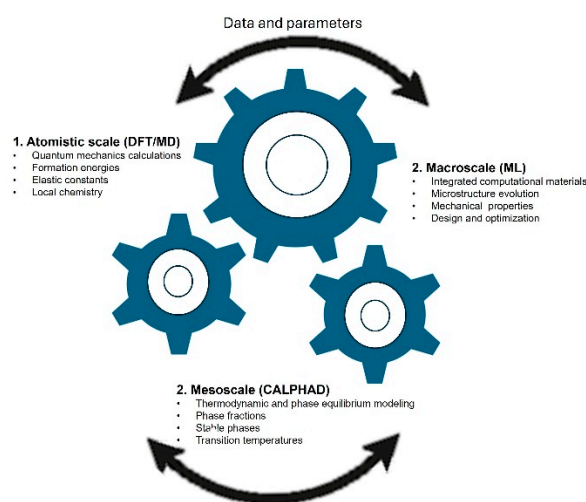 Data and parameters
1. Atomistic scale (DFT/MD)
• Quantum mechanics calculations
• Formation energies
• Elastic constants
• Local chemistry
2. Macroscale (ML)
• Integrated computational materials
• Microstructure evolution
• Mechanical properties
• Design and optimization
2. Mesoscale (CALPHAD)
• Thermodynamic and phase equilibrium modeling
• Phase fractions
• Stable phases
• Transition temperatures